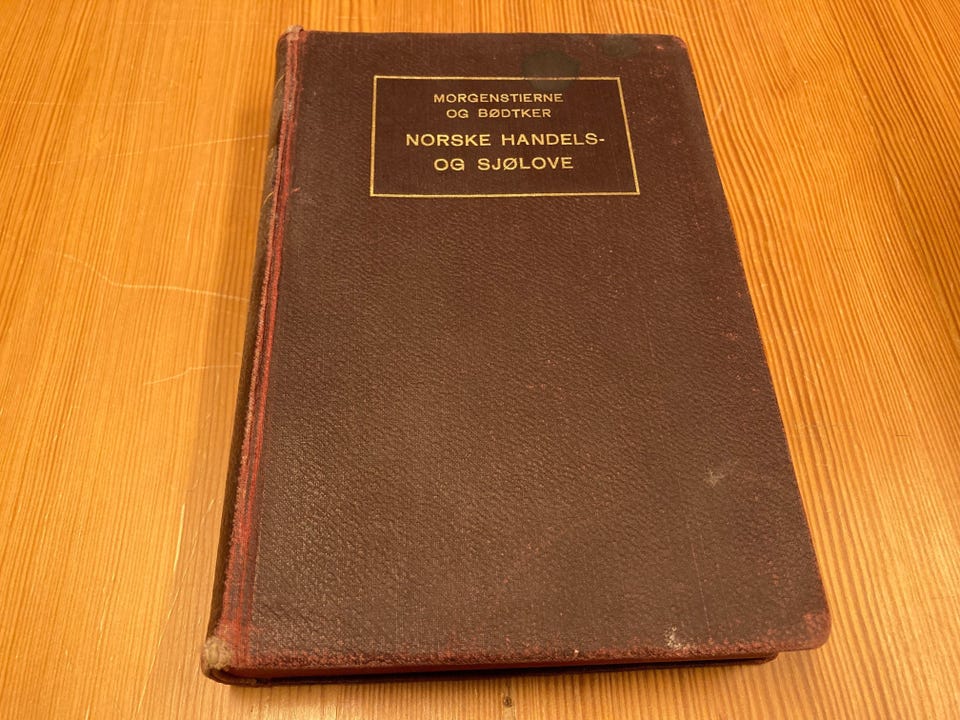 MORGENSTIERNE
OG BØDTKER
NORSKE HANDELS-
OG SJØLOVE